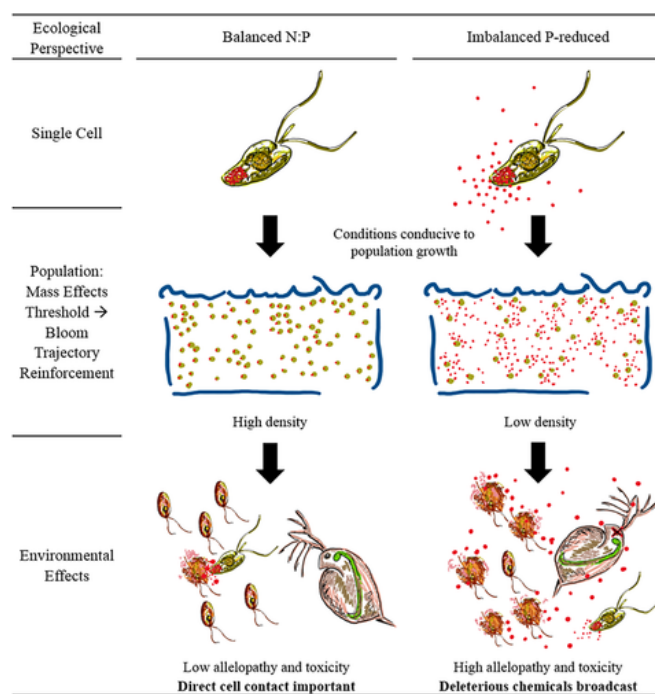 Ecological
Perspective
Balanced N:P
Imbalanced P-reduced
Single Cell
Conditions conducive to
population growth
Population:
Mass Effects
Threshold →
Bloom
Trajectory
Reinforcement
High density
Low density
Environmental
Effects
Low allelopathy and toxicity
Direct cell contact important
High allelopathy and toxicity
Deleterious chemicals broadcast